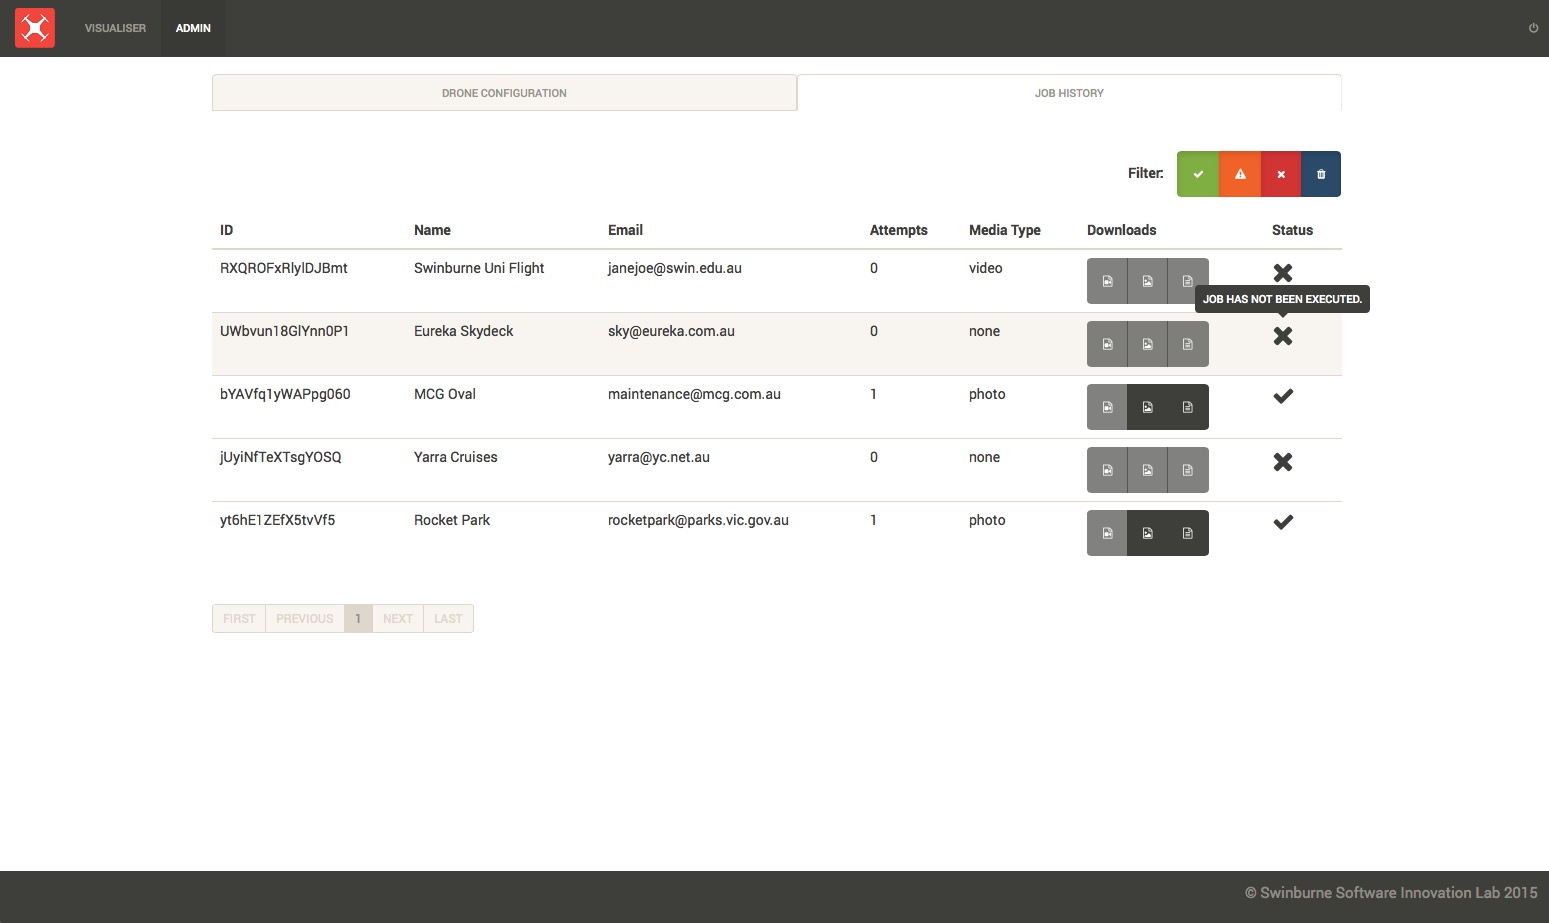 VISUALISER ADMIN
DRONE CONFIGURATION JOB HISTORY
Filter:
ID Name Email Attempts Media Type Downloads Status
RXQROFxRlylDJBmt Swinburne Uni Flight janejoe@swin.edu.au 0 video
JOB HAS NOT BEEN EXECUTED.
UWbvun18GlYnn0P1 Eureka Skydeck sky@eureka.com.au 0 none
bYAVfq1yWAPpg060 MCG Oval maintenance@mcg.com.au 1 photo
jUyiNfTeXTsgYOSQ Yarra Cruises yarra@yc.net.au 0 none
yt6hE1ZEfX5tvVf5 Rocket Park rocketpark@parks.vic.gov.au 1 photo
FIRST PREVIOUS 1 NEXT LAST
© Swinburne Software Innovation Lab 2015